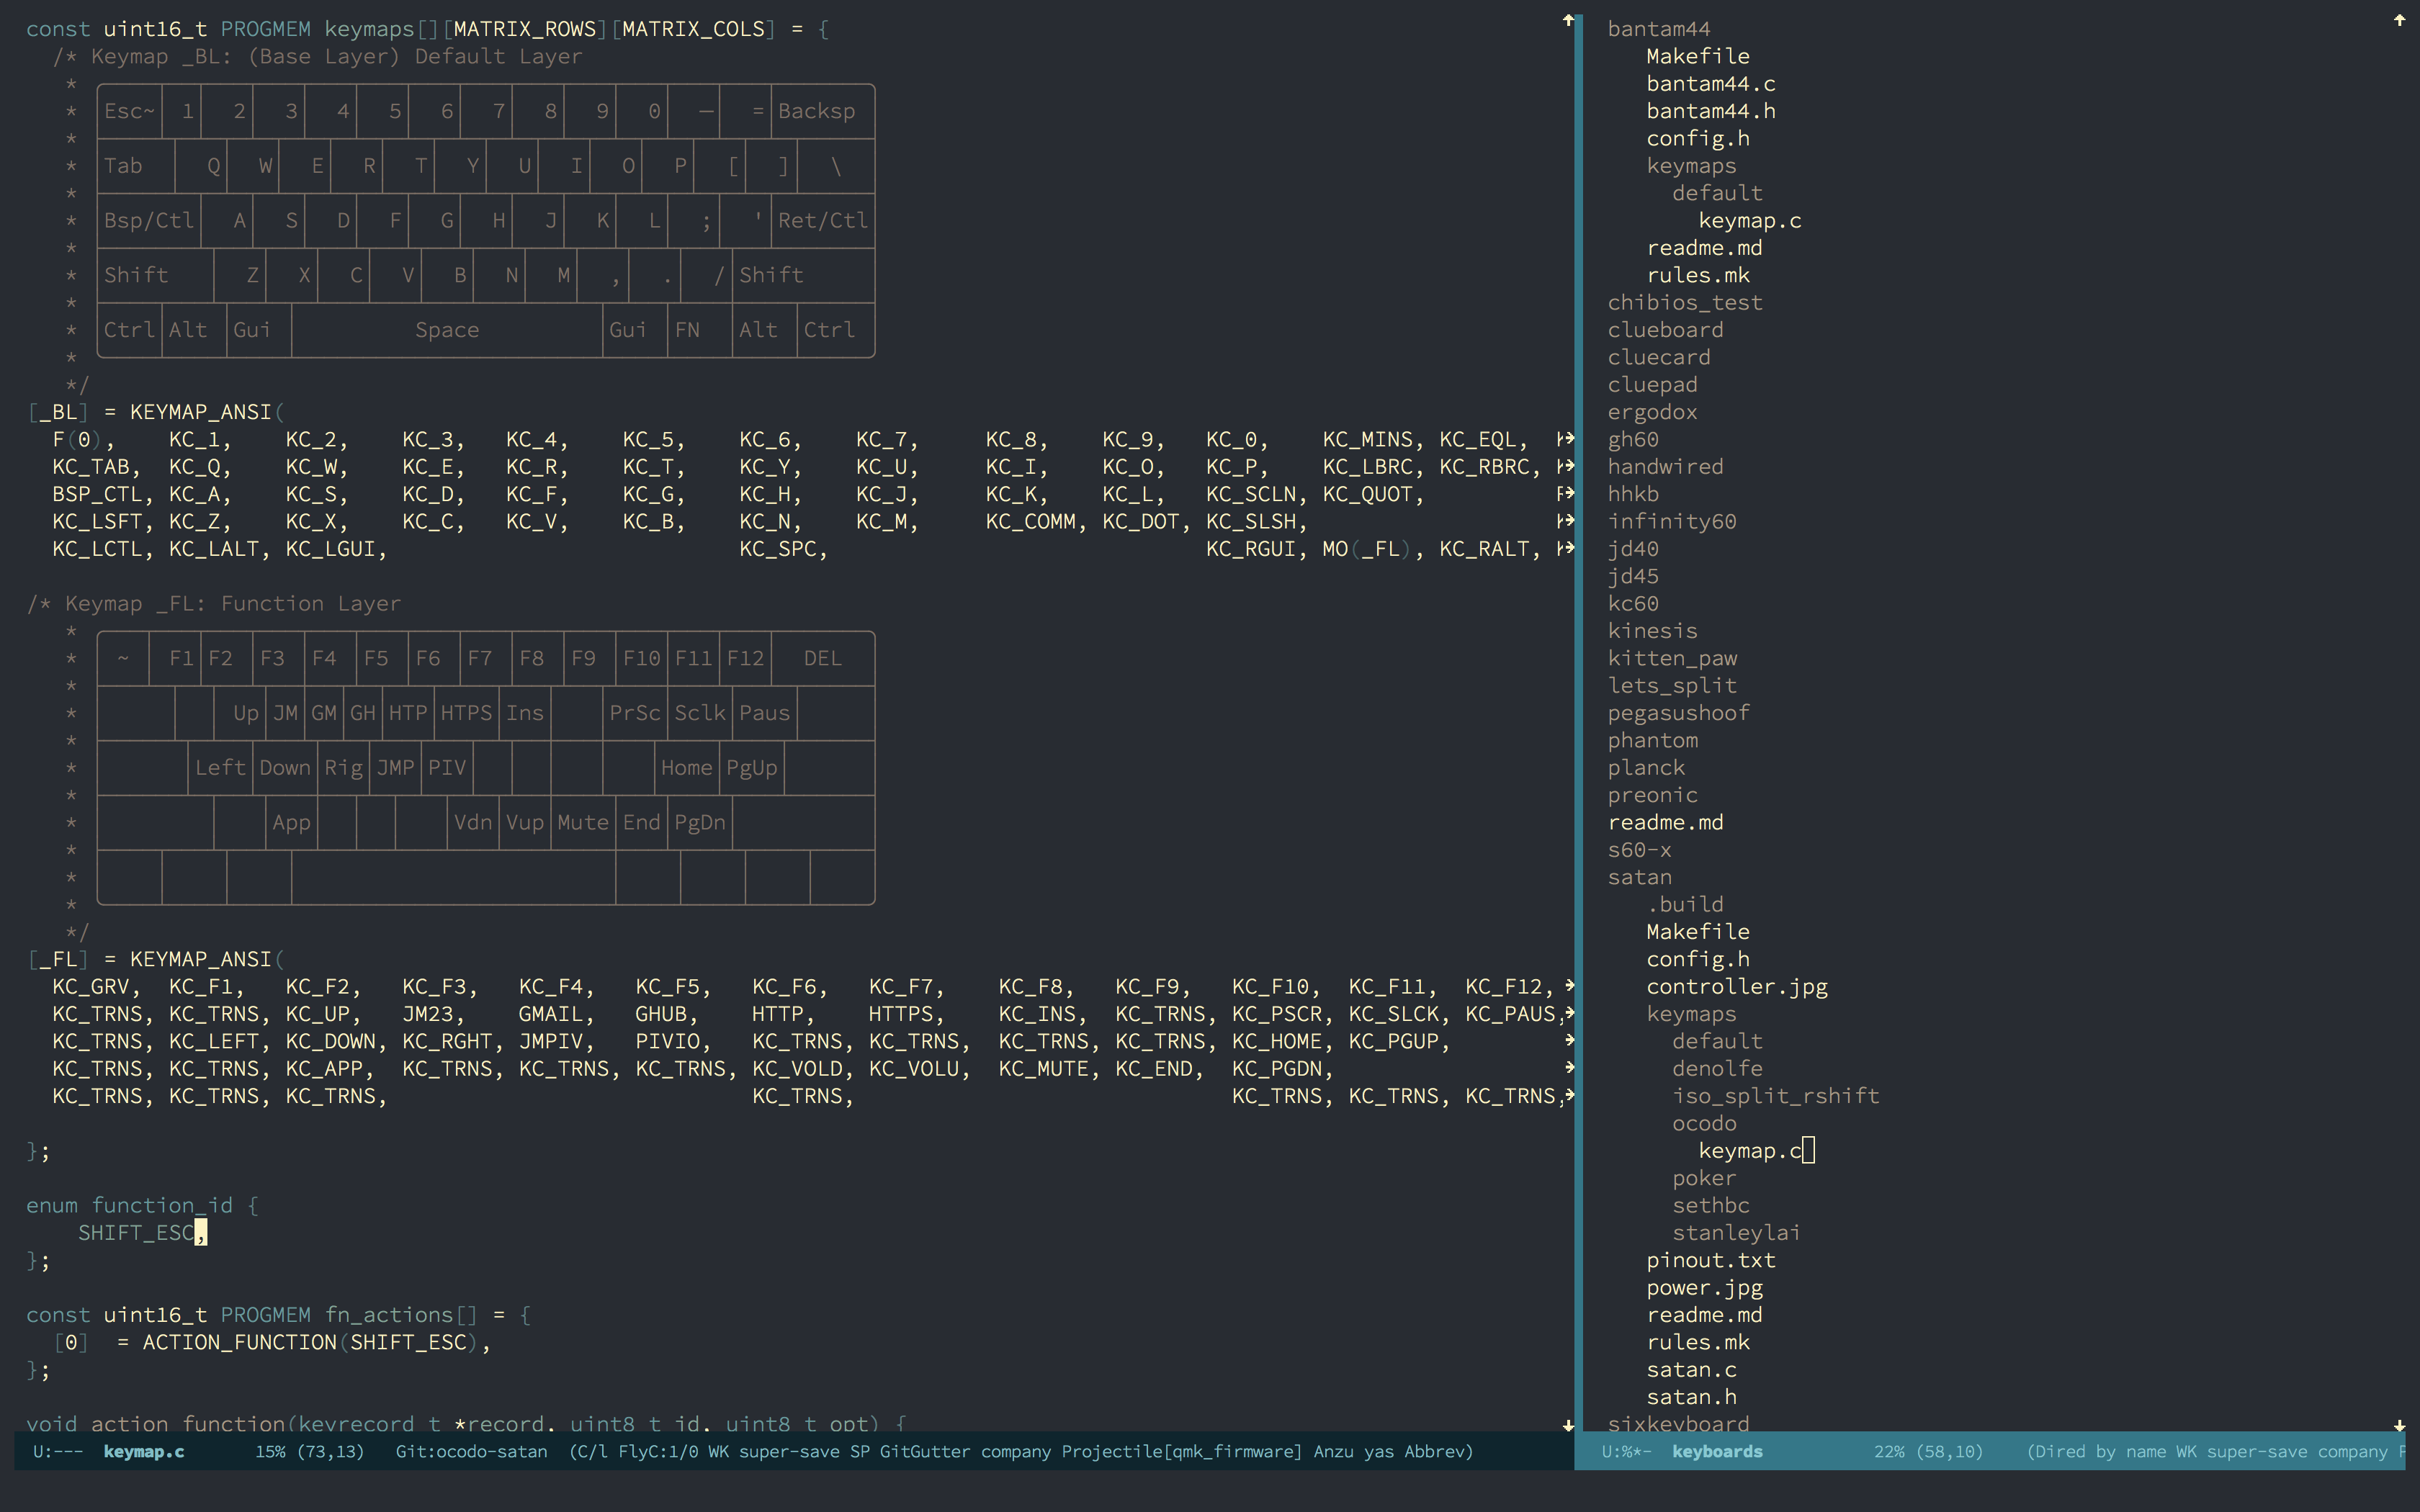 const uint16_t PROGMEM keymaps[][MATRIX_ROWS][MATRIX_COLS] = {
/* Keymap _BL: (Base Layer) Default Layer
*
* Esc~ 1 2 3 4 5 6 7 8 9 0 — = Backsp
*
* Tab Q W E R T Y U I O P [ ] \
*
* Bsp/Ctl A S D F G H J K L ; ' Ret/Ctl
*
* Shift Z X C V B N M , . / Shift
*
* Ctrl Alt Gui Space Gui FN Alt Ctrl
*
*/
[_BL] = KEYMAP_ANSI(
F(0), KC_1, KC_2, KC_3, KC_4, KC_5, KC_6, KC_7, KC_8, KC_9, KC_0, KC_MINS, KC_EQL,
KC_TAB, KC_Q, KC_W, KC_E, KC_R, KC_T, KC_Y, KC_U, KC_I, KC_O, KC_P, KC_LBRC, KC_RBRC,
BSP_CTL, KC_A, KC_S, KC_D, KC_F, KC_G, KC_H, KC_J, KC_K, KC_L, KC_SCLN, KC_QUOT,
KC_LSFT, KC_Z, KC_X, KC_C, KC_V, KC_B, KC_N, KC_M, KC_COMM, KC_DOT, KC_SLSH,
KC_LCTL, KC_LALT, KC_LGUI, KC_SPC, KC_RGUI, MO(_FL), KC_RALT,
/* Keymap _FL: Function Layer
*
* ~ F1 F2 F3 F4 F5 F6 F7 F8 F9 F10 F11 F12 DEL
*
* Up JM GM GH HTP HTPS Ins PrSc Sclk Paus
*
* Left Down Rig JMP PIV Home PgUp
*
* App Vdn Vup Mute End PgDn
*
*
*
*/
[_FL] = KEYMAP_ANSI(
KC_GRV, KC_F1, KC_F2, KC_F3, KC_F4, KC_F5, KC_F6, KC_F7, KC_F8, KC_F9, KC_F10, KC_F11, KC_F12,
KC_TRNS, KC_TRNS, KC_UP, JM23, GMAIL, GHUB, HTTP, HTTPS, KC_INS, KC_TRNS, KC_PSCR, KC_SLCK, KC_PAUS,
KC_TRNS, KC_LEFT, KC_DOWN, KC_RGHT, JMPIV, PIVIO, KC_TRNS, KC_TRNS, KC_TRNS, KC_TRNS, KC_HOME, KC_PGUP,
KC_TRNS, KC_TRNS, KC_APP, KC_TRNS, KC_TRNS, KC_TRNS, KC_VOLD, KC_VOLU, KC_MUTE, KC_END, KC_PGDN,
KC_TRNS, KC_TRNS, KC_TRNS, KC_TRNS, KC_TRNS, KC_TRNS, KC_TRNS,
};
enum function_id {
SHIFT_ESC,
};
const uint16_t PROGMEM fn_actions[] = {
[0] = ACTION_FUNCTION(SHIFT_ESC),
};
void action_function(keyrecord_t *record, uint8_t id, uint8_t opt) {
U:--- keymap.c 15% (73,13) Git:ocodo-satan (C/l FlyC:1/0 WK super-save SP GitGutter company Projectile[qmk_firmware] Anzu yas Abbrev)
bantam44
Makefile
bantam44.c
bantam44.h
config.h
keymaps
default
keymap.c
readme.md
rules.mk
chibios_test
clueboard
cluecard
cluepad
ergodox
gh60
handwired
hhkb
infinity60
jd40
jd45
kc60
kinesis
kitten_paw
lets_split
pegasushoof
phantom
planck
preonic
readme.md
s60-x
satan
.build
Makefile
config.h
controller.jpg
keymaps
default
denolfe
iso_split_rshift
ocodo
keymap.c
poker
sethbc
stanleylai
pinout.txt
power.jpg
readme.md
rules.mk
satan.c
satan.h
sixkeyboard
U:%*- keyboards 22% (58,10) (Dired by name WK super-save company